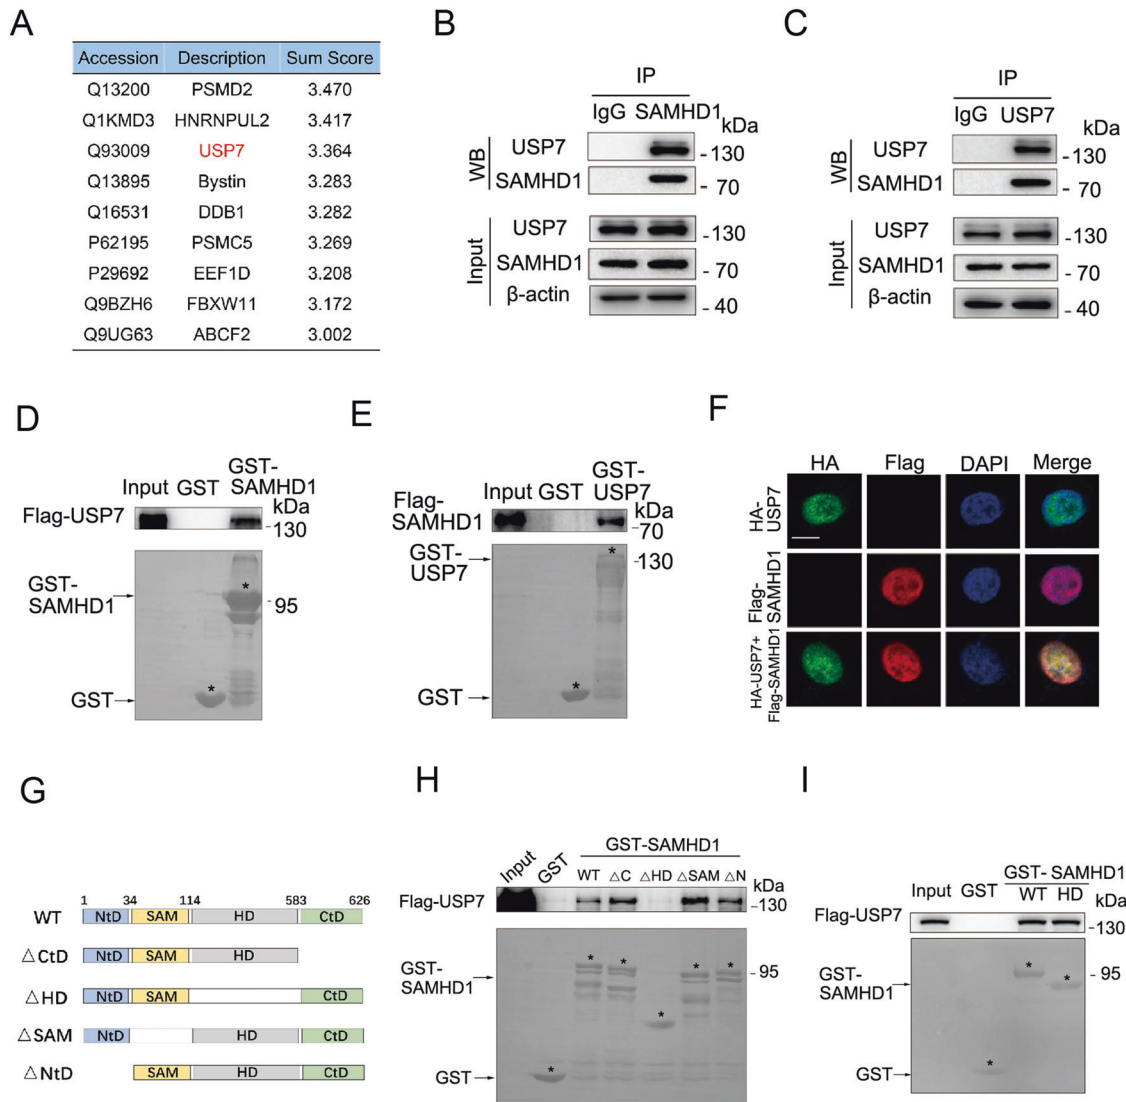 A
Accession Description Sum Score
Q13200 PSMD2 3.470
Q1KMD3 HNRNPUL2 3.417
Q93009 USP7 3.364
Q13895 Bystin 3.283
Q16531 DDB1 3.282
P62195 PSMC5 3.269
P29692 EEF1D 3.208
Q9BZH6 FBXW11 3.172
Q9UG63 ABCF2 3.002
B
IP
IgG SAMHD1
kDa
WB
USP7 -130
SAMHD1 - 70
Input
USP7 -130
SAMHD1 - 70
β-actin - 40
C
IP
IgG USP7
kDa
WB
USP7 -130
SAMHD1 - 70
Input
USP7 -130
SAMHD1 - 70
β-actin - 40
D
Input GST GST-
SAMHD1
kDa
Flag-USP7 -130
GST-
SAMHD1 * - 95
GST * 
E
Input GST GST-
USP7
kDa
Flag-
SAMHD1 -70
GST-
USP7 * -130
GST *
F
HA Flag DAPI Merge
HA-
USP7
Flag-
SAMHD1
HA-USP7+
Flag-SAMHD1
G
1 34 114 583 626
WT NtD SAM HD CtD
△CtD NtD SAM HD
△HD NtD SAM CtD
△SAM NtD HD CtD
△NtD SAM HD CtD
H
GST-SAMHD1
Input GST WT △C △HD △SAM △N
kDa
Flag-USP7 -130
GST-
SAMHD1 * * * * * - 95
GST *
I
GST- SAMHD1
Input GST WT HD
kDa
Flag-USP7 -130
GST-
SAMHD1 * * - 95
GST *